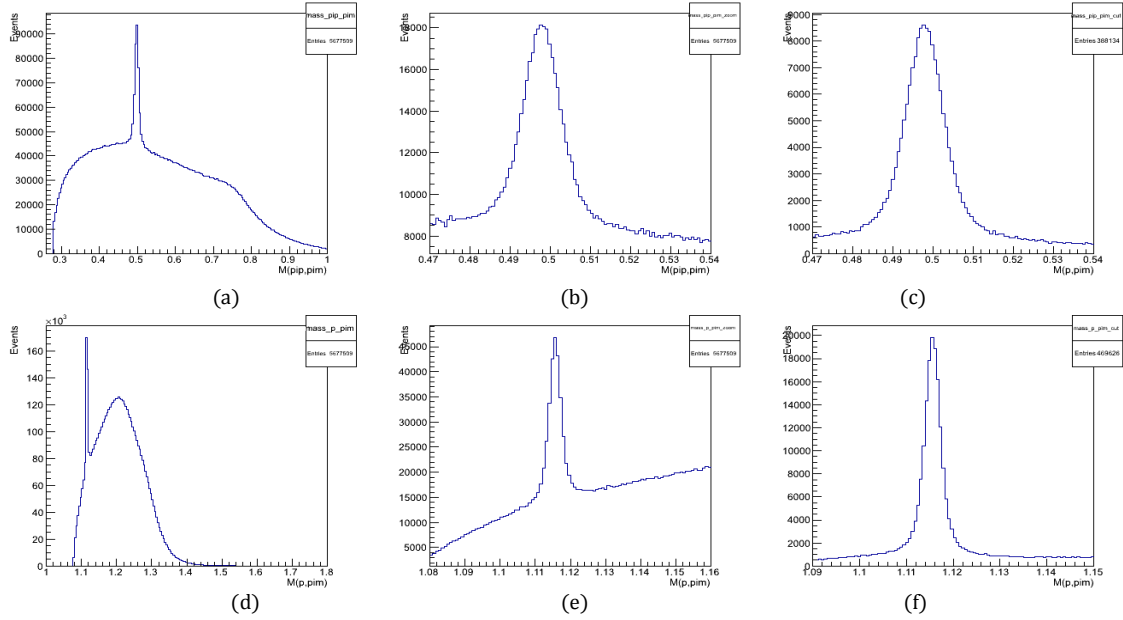 Events
mass_pip_pim
Entries 5677509
90000
80000
70000
60000
50000
40000
30000
20000
10000
0
0.3 0.4 0.5 0.6 0.7 0.8 0.9 1
M(pip,pim)
(a)
Events
mass_pip_pim_zoom
Entries 5677509
18000
16000
14000
12000
10000
8000
0.47 0.48 0.49 0.5 0.51 0.52 0.53 0.54
M(pip,pim)
(b)
Events
mass_pip_pim_cut
Entries 388134
9000
8000
7000
6000
5000
4000
3000
2000
1000
0
0.47 0.48 0.49 0.5 0.51 0.52 0.53 0.54
M(p,pim)
(c)
×10³
Events
mass_p_pim
Entries 5677509
160
140
120
100
80
60
40
20
0
1 1.1 1.2 1.3 1.4 1.5 1.6 1.7 1.8
M(p,pim)
(d)
Events
mass_p_pim_zoom
Entries 5677509
45000
40000
35000
30000
25000
20000
15000
10000
5000
1.08 1.09 1.1 1.11 1.12 1.13 1.14 1.15 1.16
M(p,pim)
(e)
Events
mass_p_pim_cut
Entries 469626
20000
18000
16000
14000
12000
10000
8000
6000
4000
2000
0
1.09 1.1 1.11 1.12 1.13 1.14 1.15
M(p,pim)
(f)